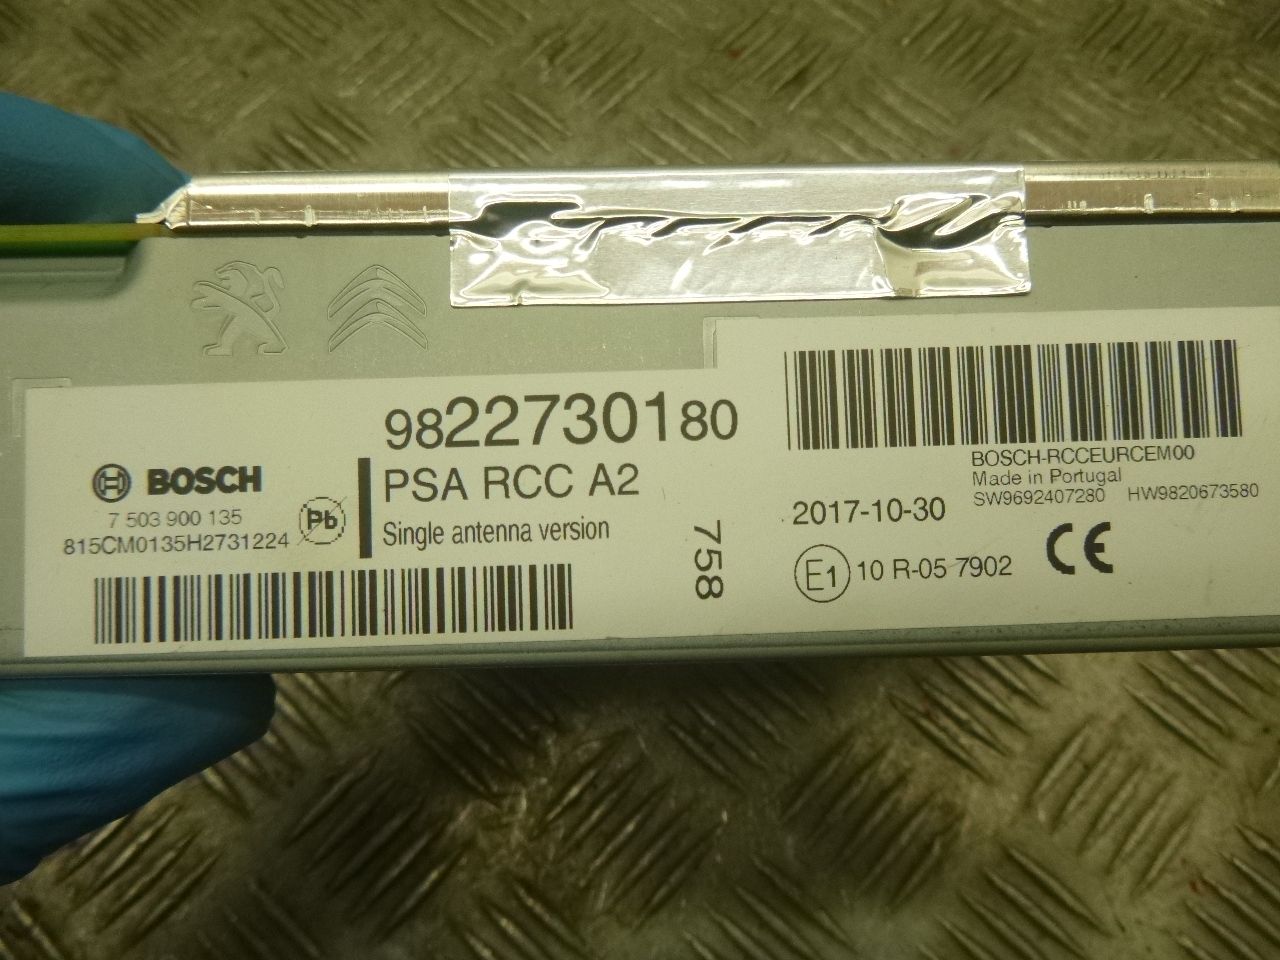 9822730180
BOSCH
PSA RCC A2
7 503 900 135
Pb
815CM0135H2731224
Single antenna version
758
BOSCH-RCCEURCEM00
Made in Portugal
SW9692407280 HW9820673580
2017-10-30
E1 10 R-05 7902
CE